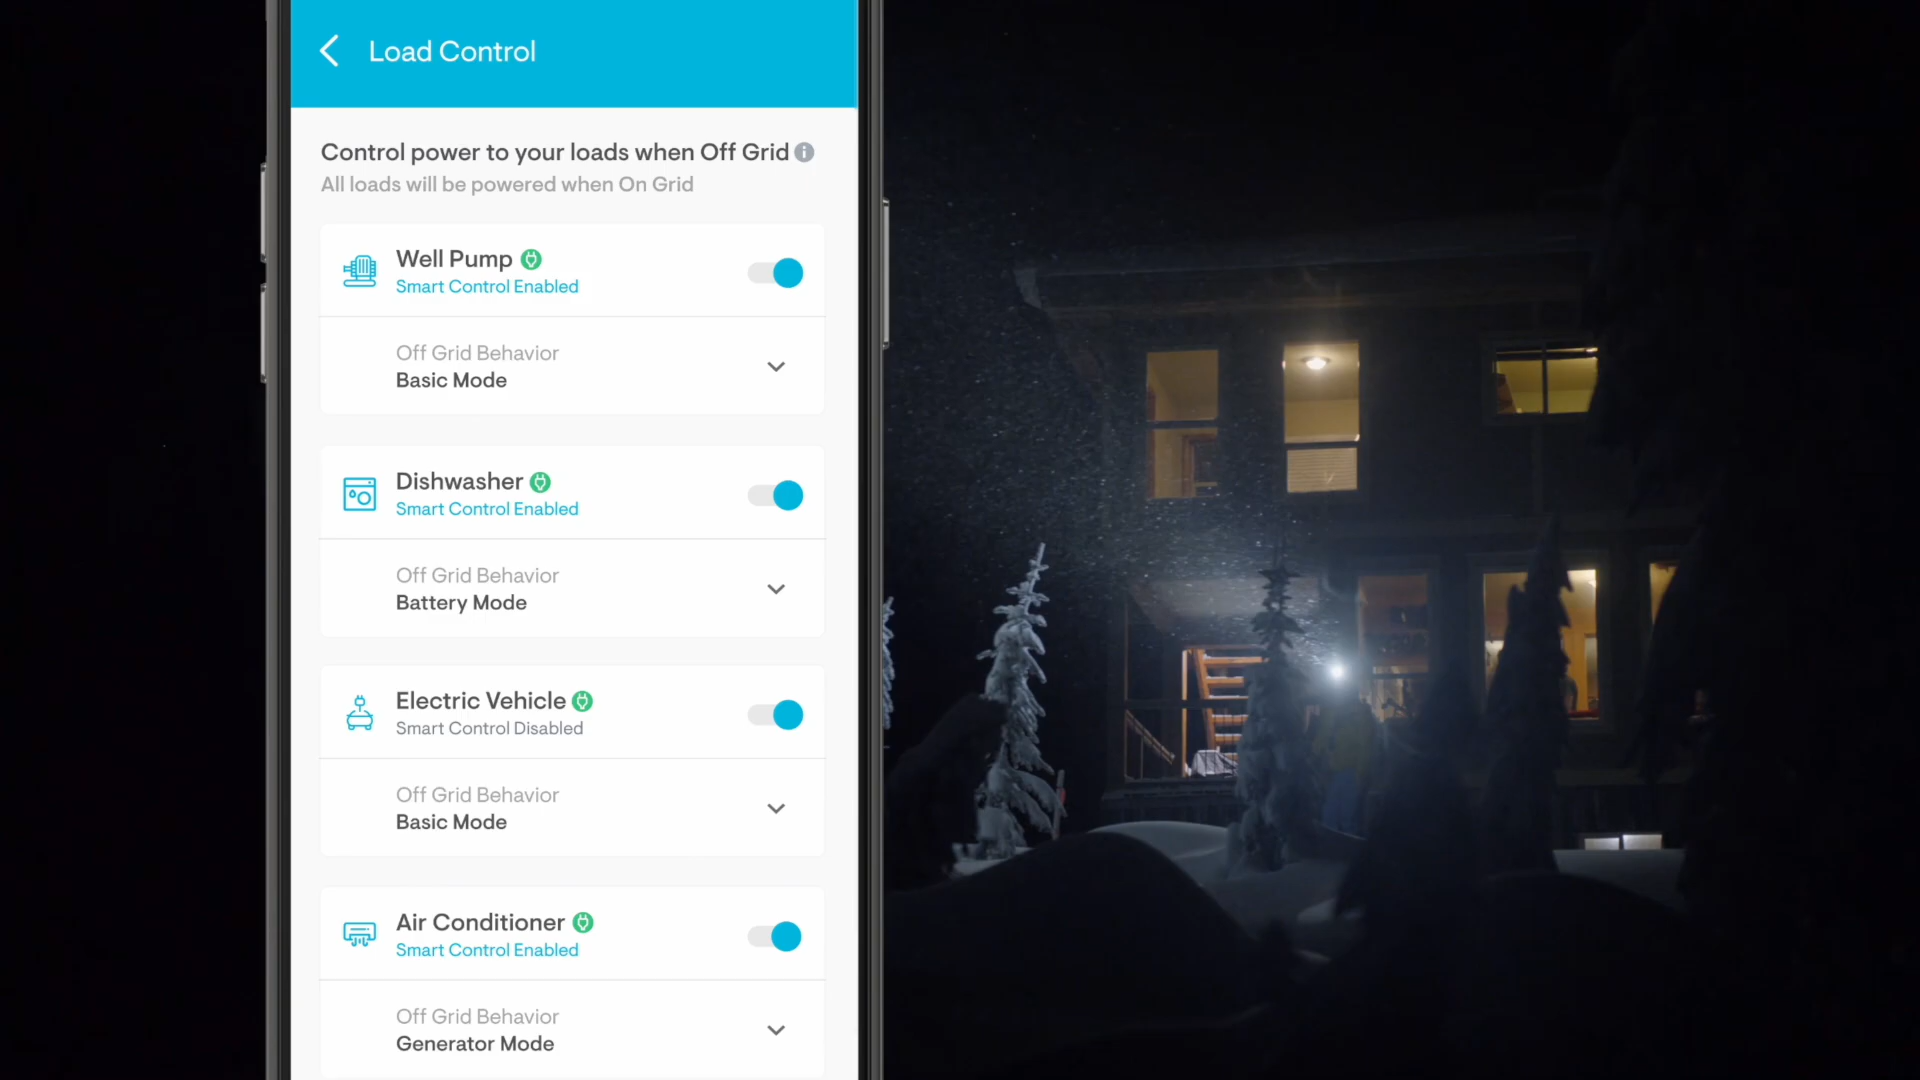 Load Control
Control power to your loads when Off Grid
All loads will be powered when On Grid
Well Pump
Smart Control Enabled
Off Grid Behavior
Basic Mode
Dishwasher
Smart Control Enabled
Off Grid Behavior
Battery Mode
Electric Vehicle
Smart Control Disabled
Off Grid Behavior
Basic Mode
Air Conditioner
Smart Control Enabled
Off Grid Behavior
Generator Mode